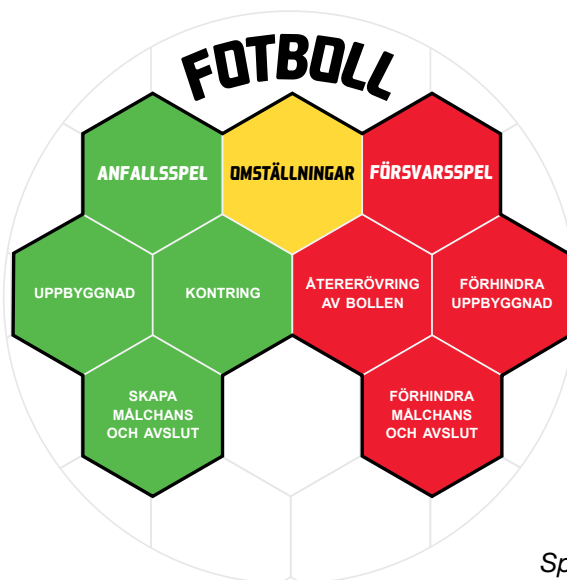 FOTBOLL
ANFALLSSPEL
OMSTÄLLNINGAR
FÖRSVARSSPEL
UPPBYGGNAD
KONTRING
ÅTERERÖVRING
AV BOLLEN
FÖRHINDRA
UPPBYGGNAD
SKAPA
MÅLCHANS
OCH AVSLUT
FÖRHINDRA
MÅLCHANS
OCH AVSLUT
Sp